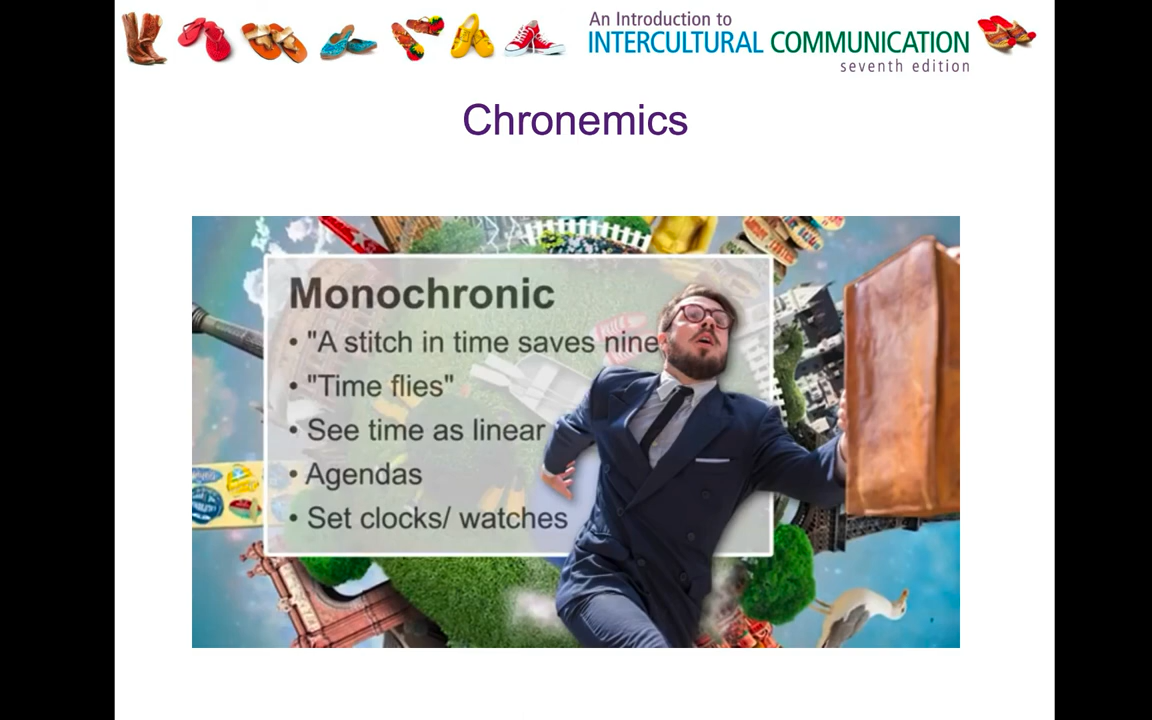 An Introduction to
INTERCULTURAL COMMUNICATION
seventh edition
Chronemics
Monochronic
• "A stitch in time saves nine
• "Time flies"
• See time as linear
• Agendas
• Set clocks/ watches